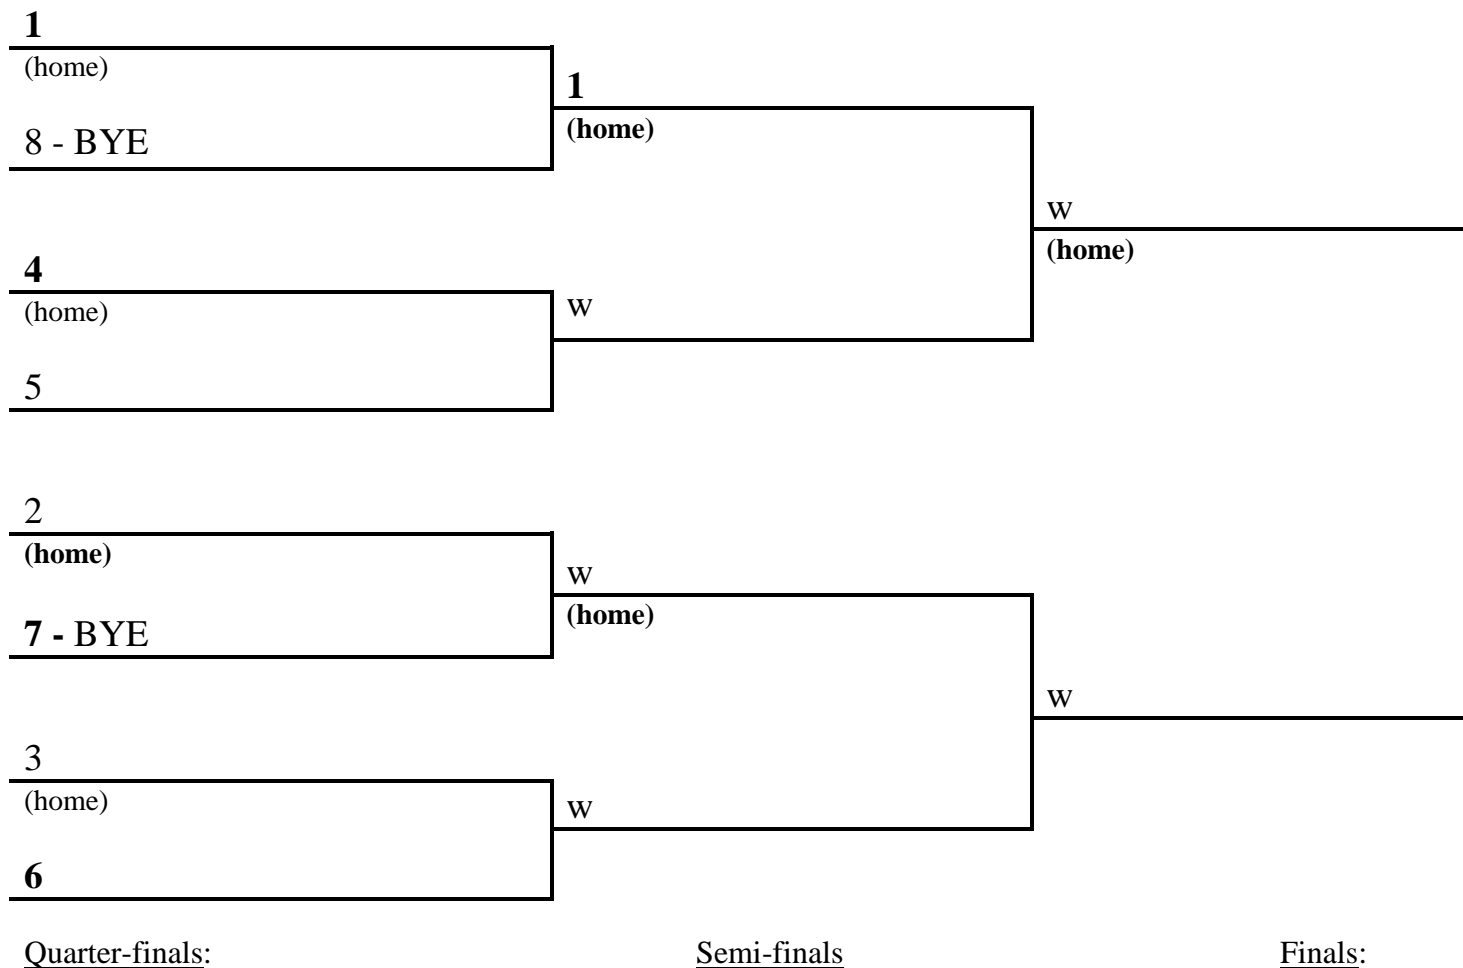 1
(home)
1
(home)
8 - BYE
w
(home)
4
(home)
w
5
2
(home)
w
(home)
7 - BYE
w
3
(home)
w
6
Quarter-finals: Semi-finals Finals: